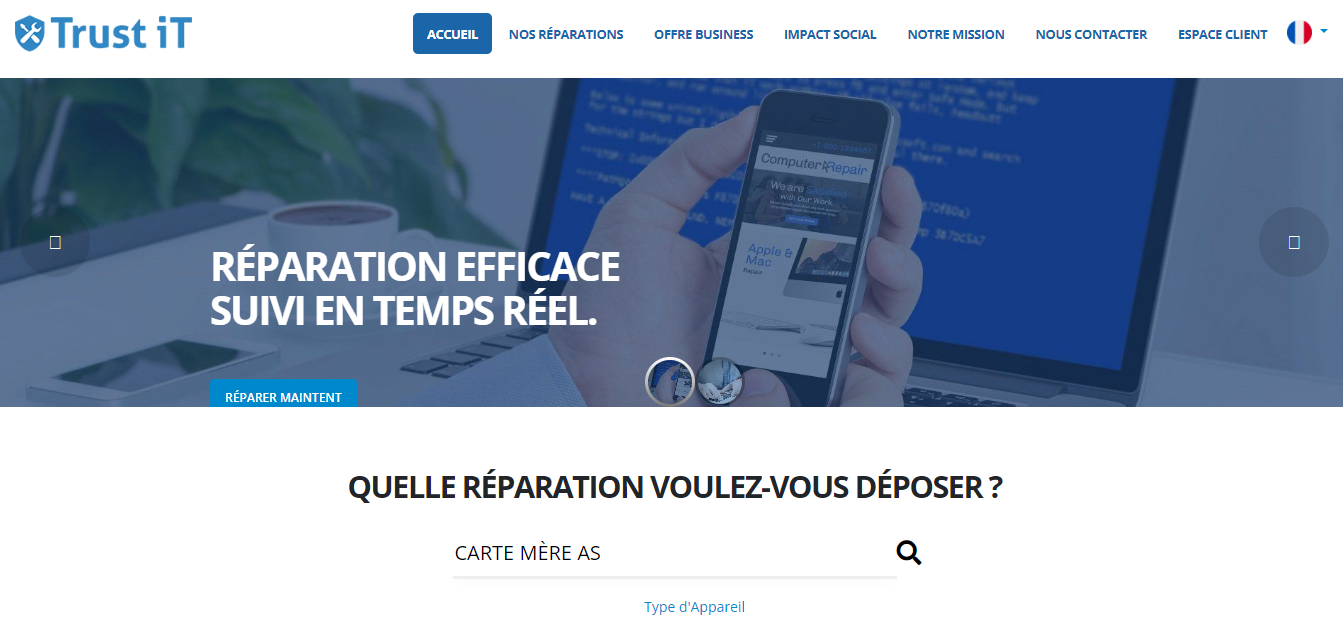 Trust iT
ACCUEIL
NOS RÉPARATIONS
OFFRE BUSINESS
IMPACT SOCIAL
NOTRE MISSION
NOUS CONTACTER
ESPACE CLIENT
Computer Repair
We are Satisfied
with Our Work
Apple &
Mac
Repair
RÉPARATION EFFICACE
SUIVI EN TEMPS RÉEL.
RÉPARER MAINTENT
QUELLE RÉPARATION VOULEZ-VOUS DÉPOSER ?
CARTE MÈRE AS
Type d'Appareil